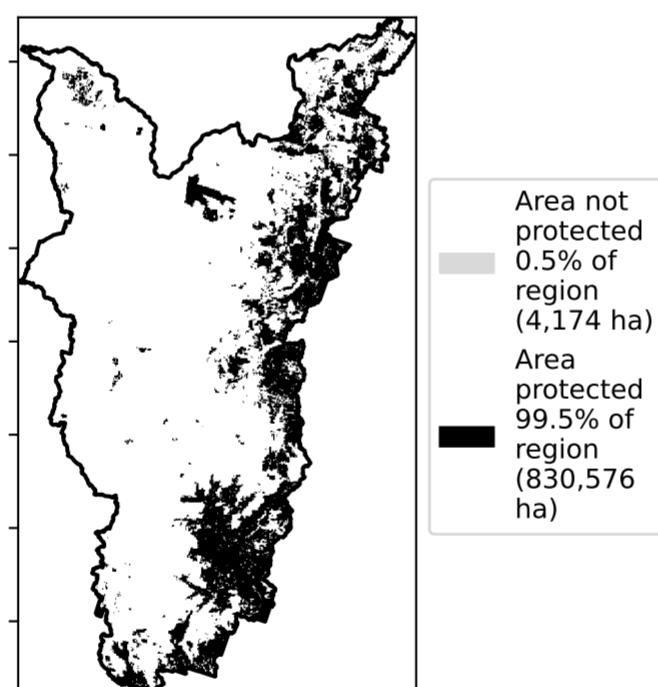 Area not
protected
0.5% of
region
(4,174 ha)
Area
protected
99.5% of
region
(830,576
ha)